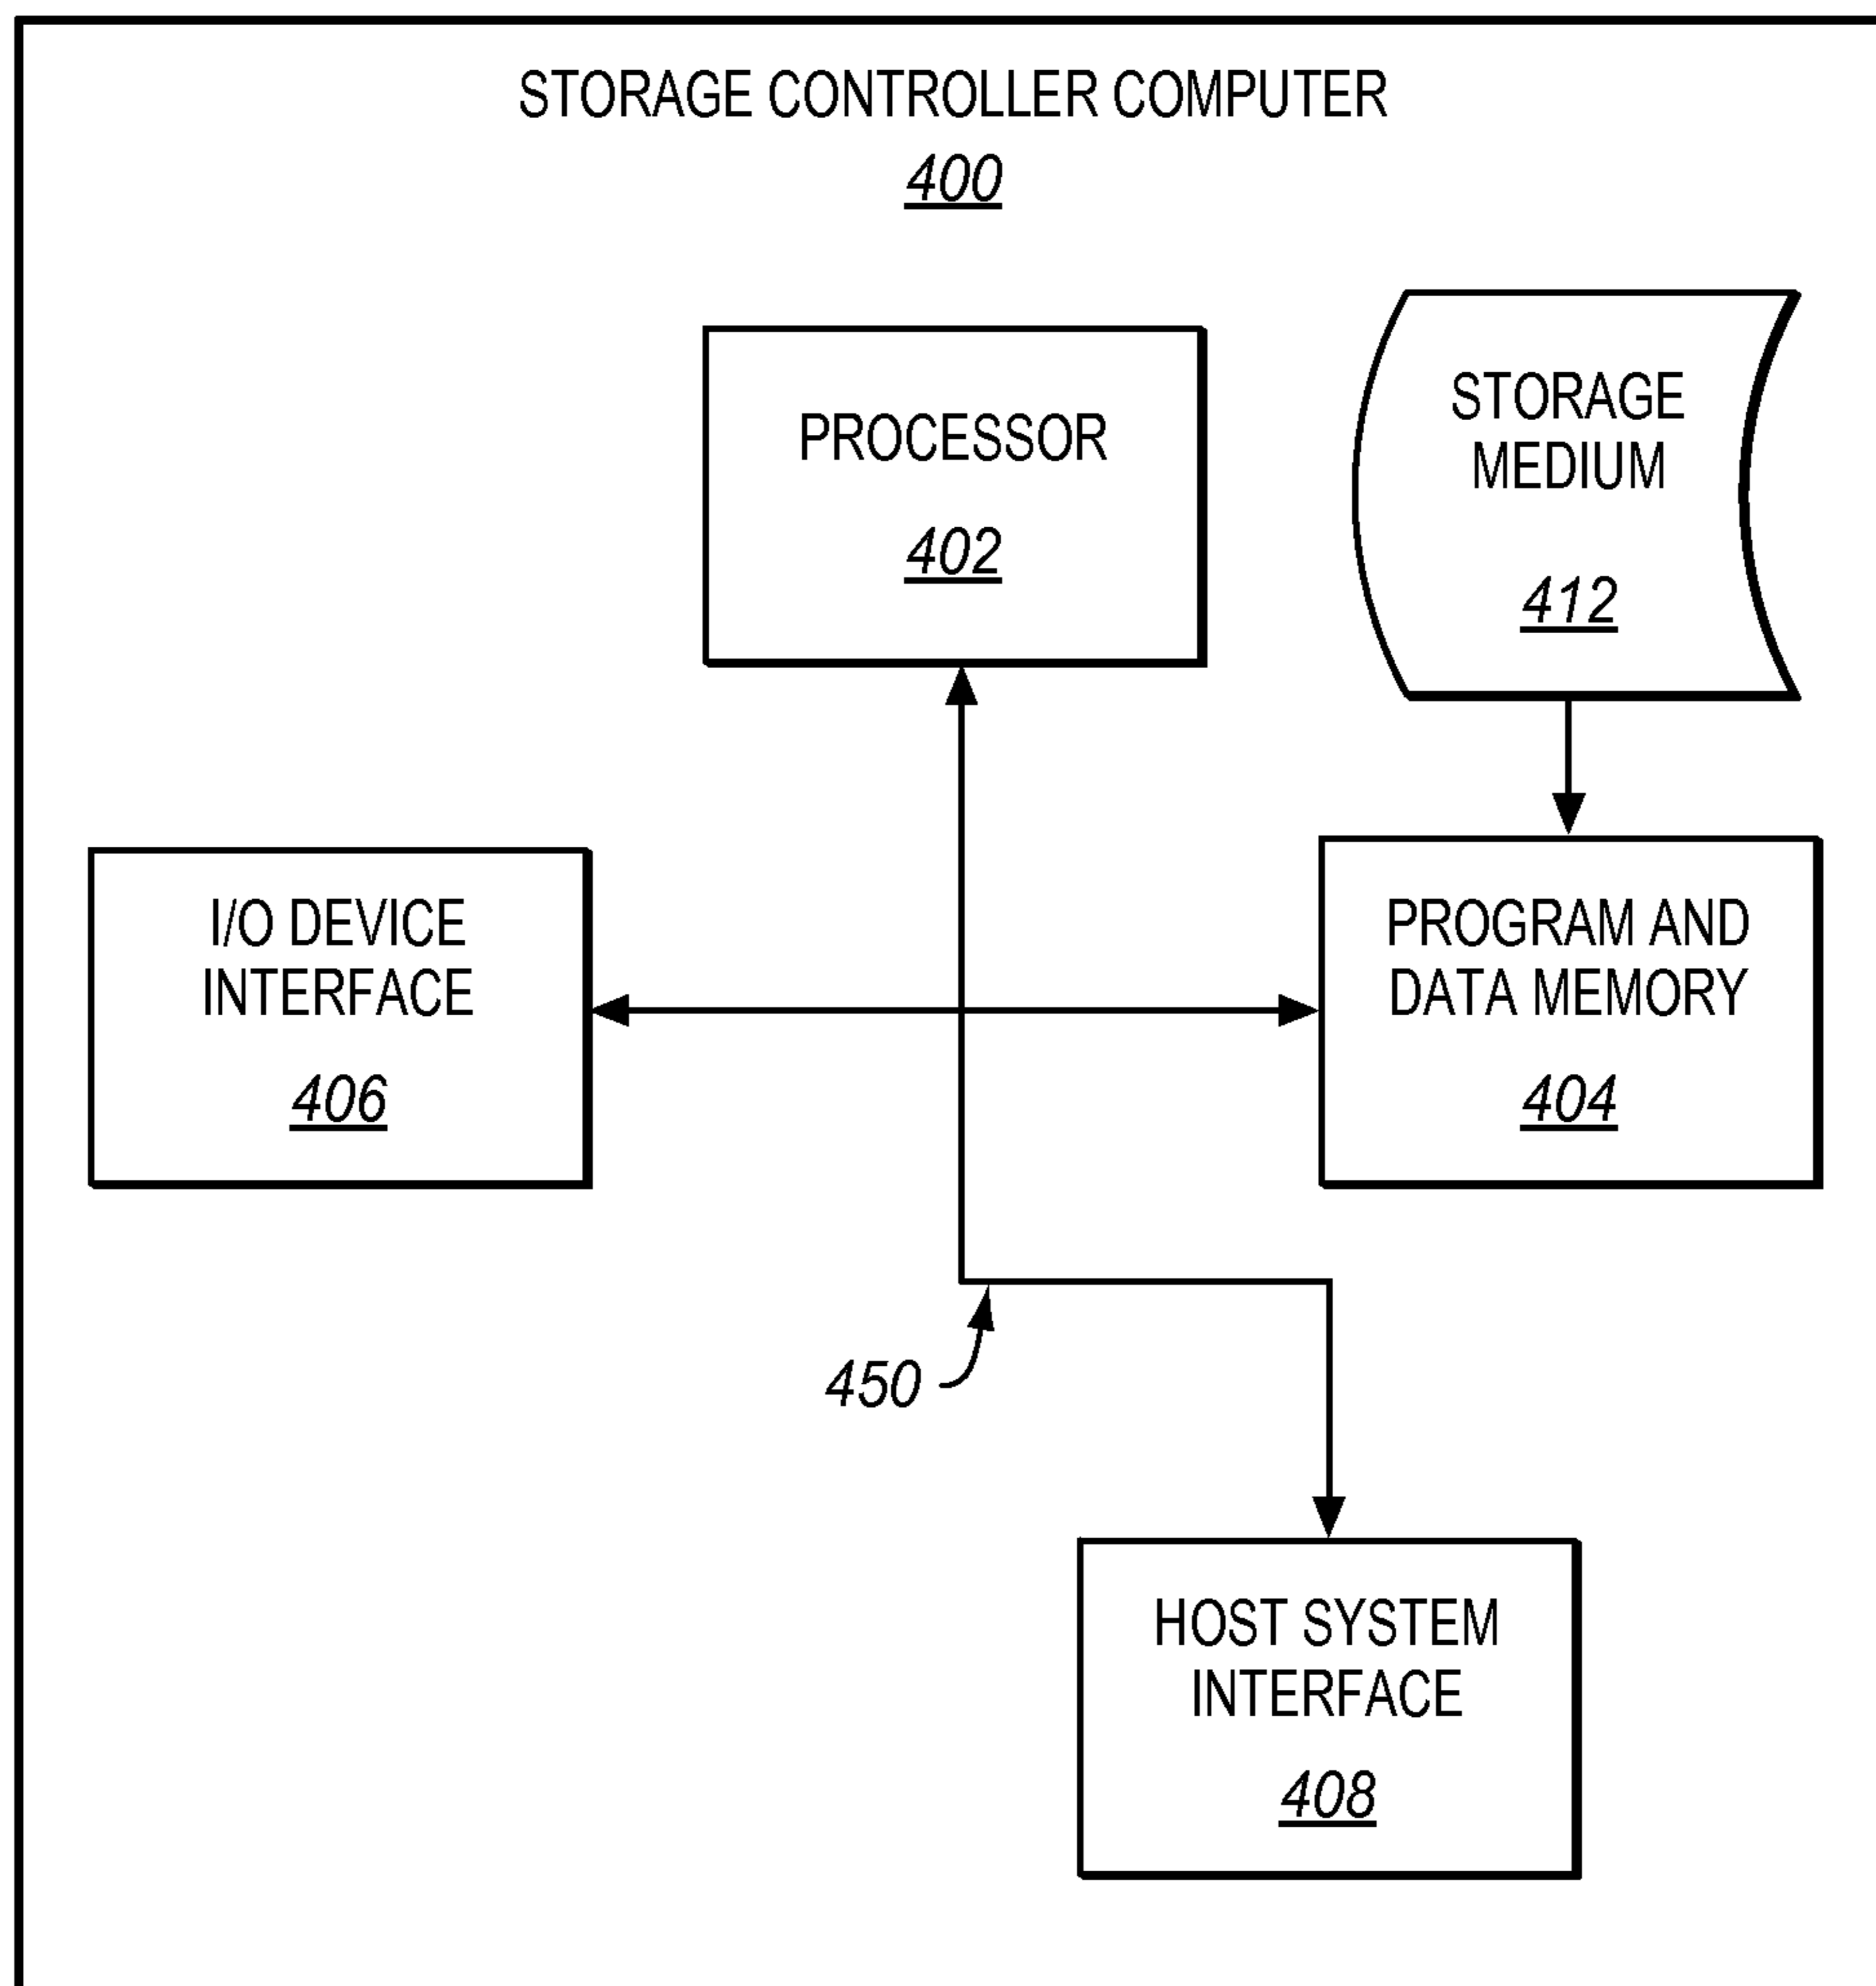 STORAGE CONTROLLER COMPUTER
400
PROCESSOR
402
STORAGE
MEDIUM
412
I/O DEVICE
INTERFACE
406
PROGRAM AND
DATA MEMORY
404
450
HOST SYSTEM
INTERFACE
408